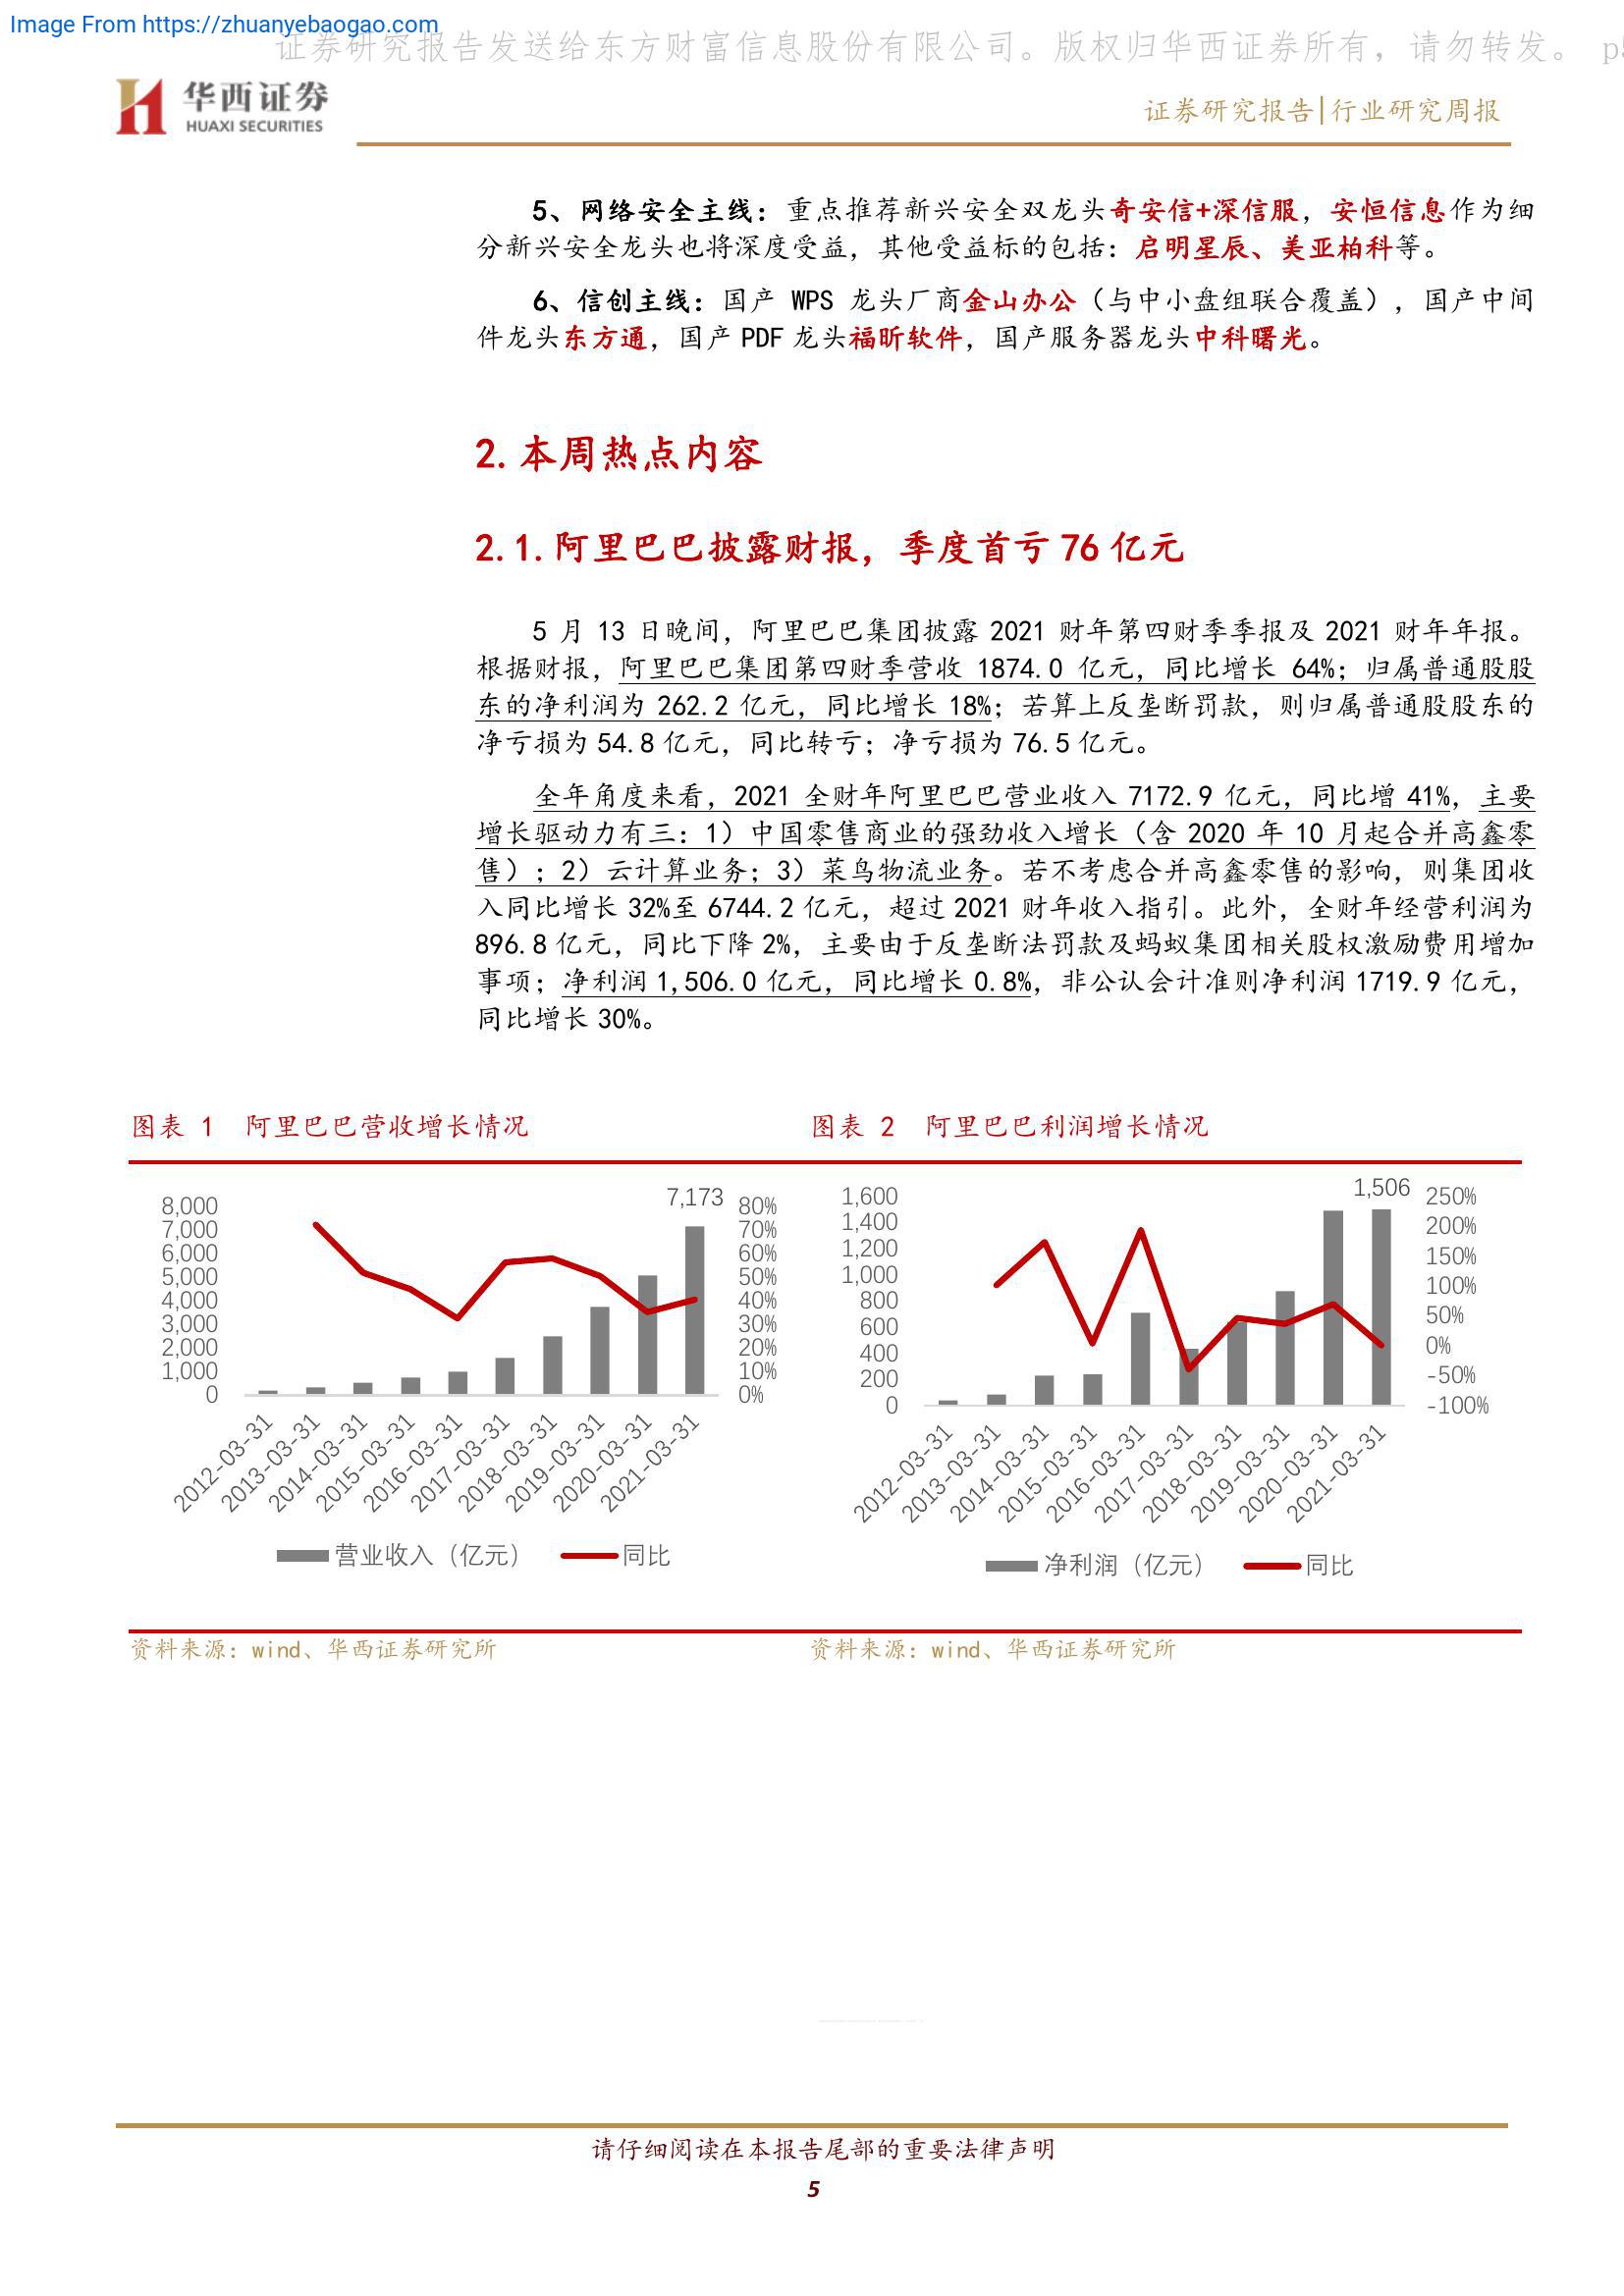 Image From https://zhuanyebaogao.com
证券研究报告发送给东方财富信息股份有限公司。版权归华西证券所有，请勿转发。 p5
华西证券
HUAXI SECURITIES
证券研究报告|行业研究周报
5、网络安全主线：重点推荐新兴安全双龙头奇安信+深信服，安恒信息作为细
分新兴安全龙头也将深度受益，其他受益标的包括：启明星辰、美亚柏科等。
6、信创主线：国产 WPS 龙头厂商金山办公（与中小盘组联合覆盖），国产中间
件龙头东方通，国产 PDF 龙头福昕软件，国产服务器龙头中科曙光。
2.本周热点内容
2.1.阿里巴巴披露财报，季度首亏 76 亿元
5 月 13 日晚间，阿里巴巴集团披露 2021 财年第四财季季报及 2021 财年年报。
根据财报，阿里巴巴集团第四财季营收 1874.0 亿元，同比增长 64%；归属普通股股
东的净利润为 262.2 亿元，同比增长 18%；若算上反垄断罚款，则归属普通股股东的
净亏损为 54.8 亿元，同比转亏；净亏损为 76.5 亿元。
全年角度来看，2021 全财年阿里巴巴营业收入 7172.9 亿元，同比增 41%，主要
增长驱动力有三：1）中国零售商业的强劲收入增长（含 2020 年 10 月起合并高鑫零
售）；2）云计算业务；3）菜鸟物流业务。若不考虑合并高鑫零售的影响，则集团收
入同比增长 32%至 6744.2 亿元，超过 2021 财年收入指引。此外，全财年经营利润为
896.8 亿元，同比下降 2%，主要由于反垄断法罚款及蚂蚁集团相关股权激励费用增加
事项；净利润 1,506.0 亿元，同比增长 0.8%，非公认会计准则净利润 1719.9 亿元，
同比增长 30%。
图表 1 阿里巴巴营收增长情况
8,000
7,000
6,000
5,000
4,000
3,000
2,000
1,000
0
7,173
80%
70%
60%
50%
40%
30%
20%
10%
0%
2012-03-31
2013-03-31
2014-03-31
2015-03-31
2016-03-31
2017-03-31
2018-03-31
2019-03-31
2020-03-31
2021-03-31
营业收入（亿元）
同比
资料来源：wind、华西证券研究所
图表 2 阿里巴巴利润增长情况
1,600
1,400
1,200
1,000
800
600
400
200
0
1,506
250%
200%
150%
100%
50%
0%
-50%
-100%
2012-03-31
2013-03-31
2014-03-31
2015-03-31
2016-03-31
2017-03-31
2018-03-31
2019-03-31
2020-03-31
2021-03-31
净利润（亿元）
同比
资料来源：wind、华西证券研究所
请仔细阅读在本报告尾部的重要法律声明
5